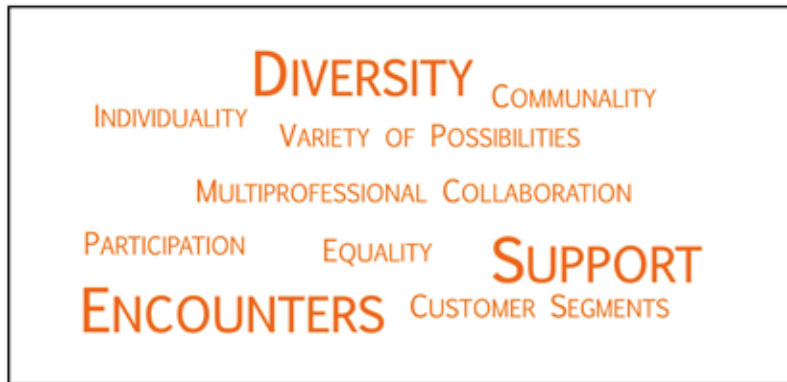 DIVERSITY
COMMUNALITY
INDIVIDUALITY
VARIETY OF POSSIBILITIES
MULTIPROFESSIONAL COLLABORATION
PARTICIPATION
EQUALITY
SUPPORT
ENCOUNTERS
CUSTOMER SEGMENTS